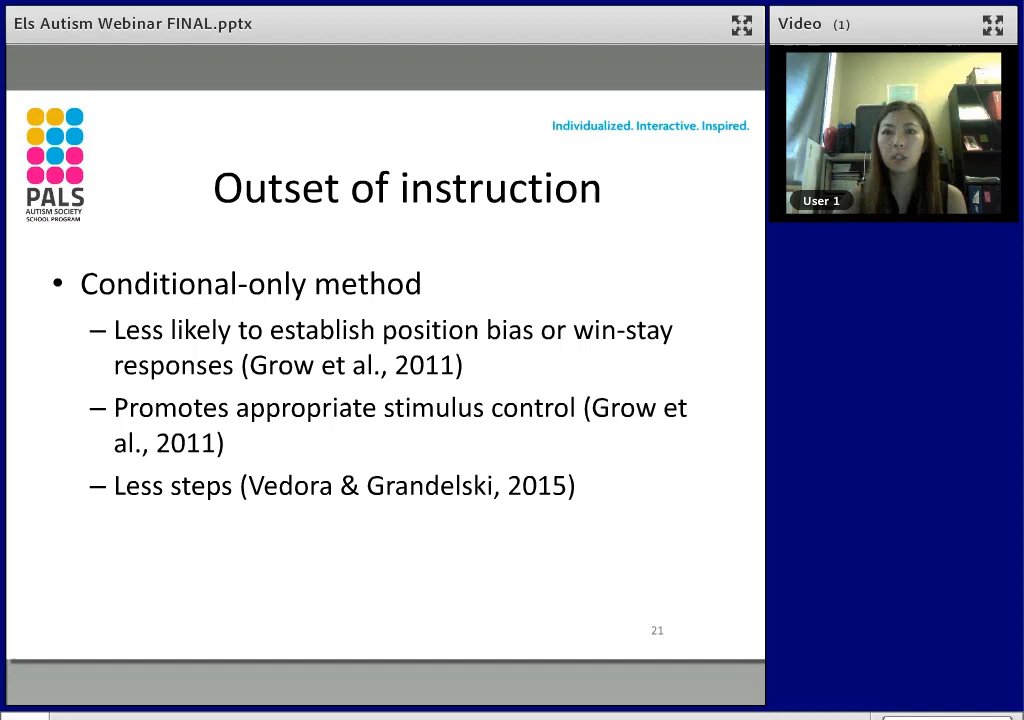 Els Autism Webinar FINAL.pptx
Video (1)
User 1
PALS
AUTISM SOCIETY
SCHOOL PROGRAM
Individualized. Interactive. Inspired.
Outset of instruction
• Conditional-only method
– Less likely to establish position bias or win-stay
responses (Grow et al., 2011)
– Promotes appropriate stimulus control (Grow et
al., 2011)
– Less steps (Vedora & Grandelski, 2015)
21